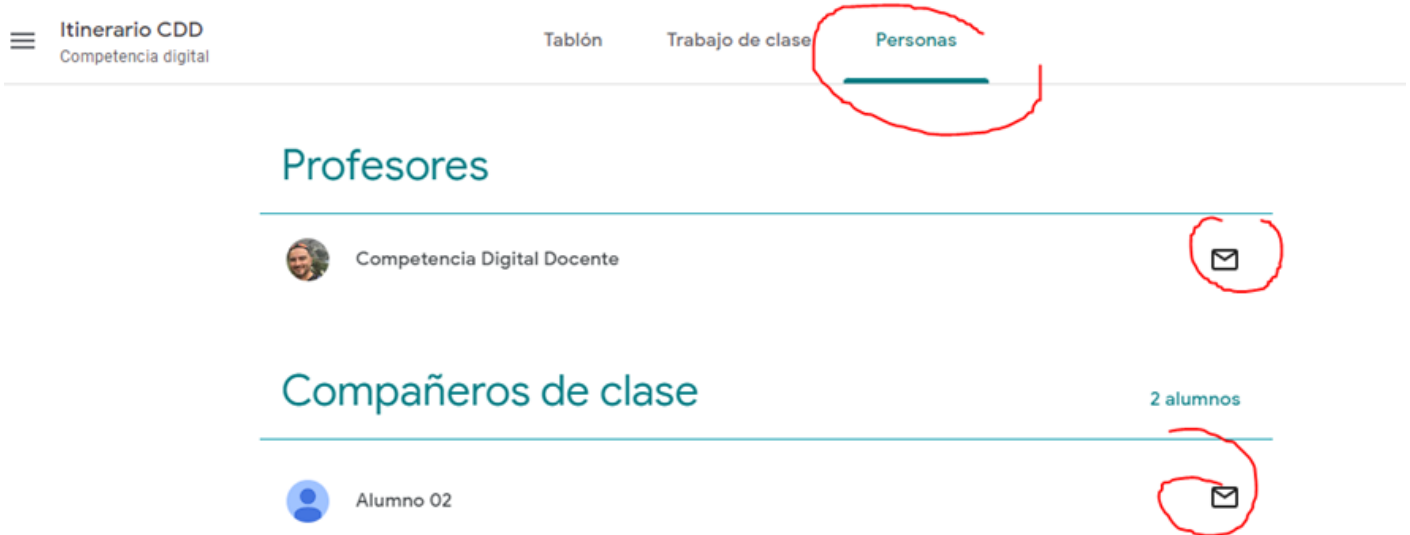 Itinerario CDD
Competencia digital
Tablón Trabajo de clase Personas
Profesores
Competencia Digital Docente
Compañeros de clase
2 alumnos
Alumno 02